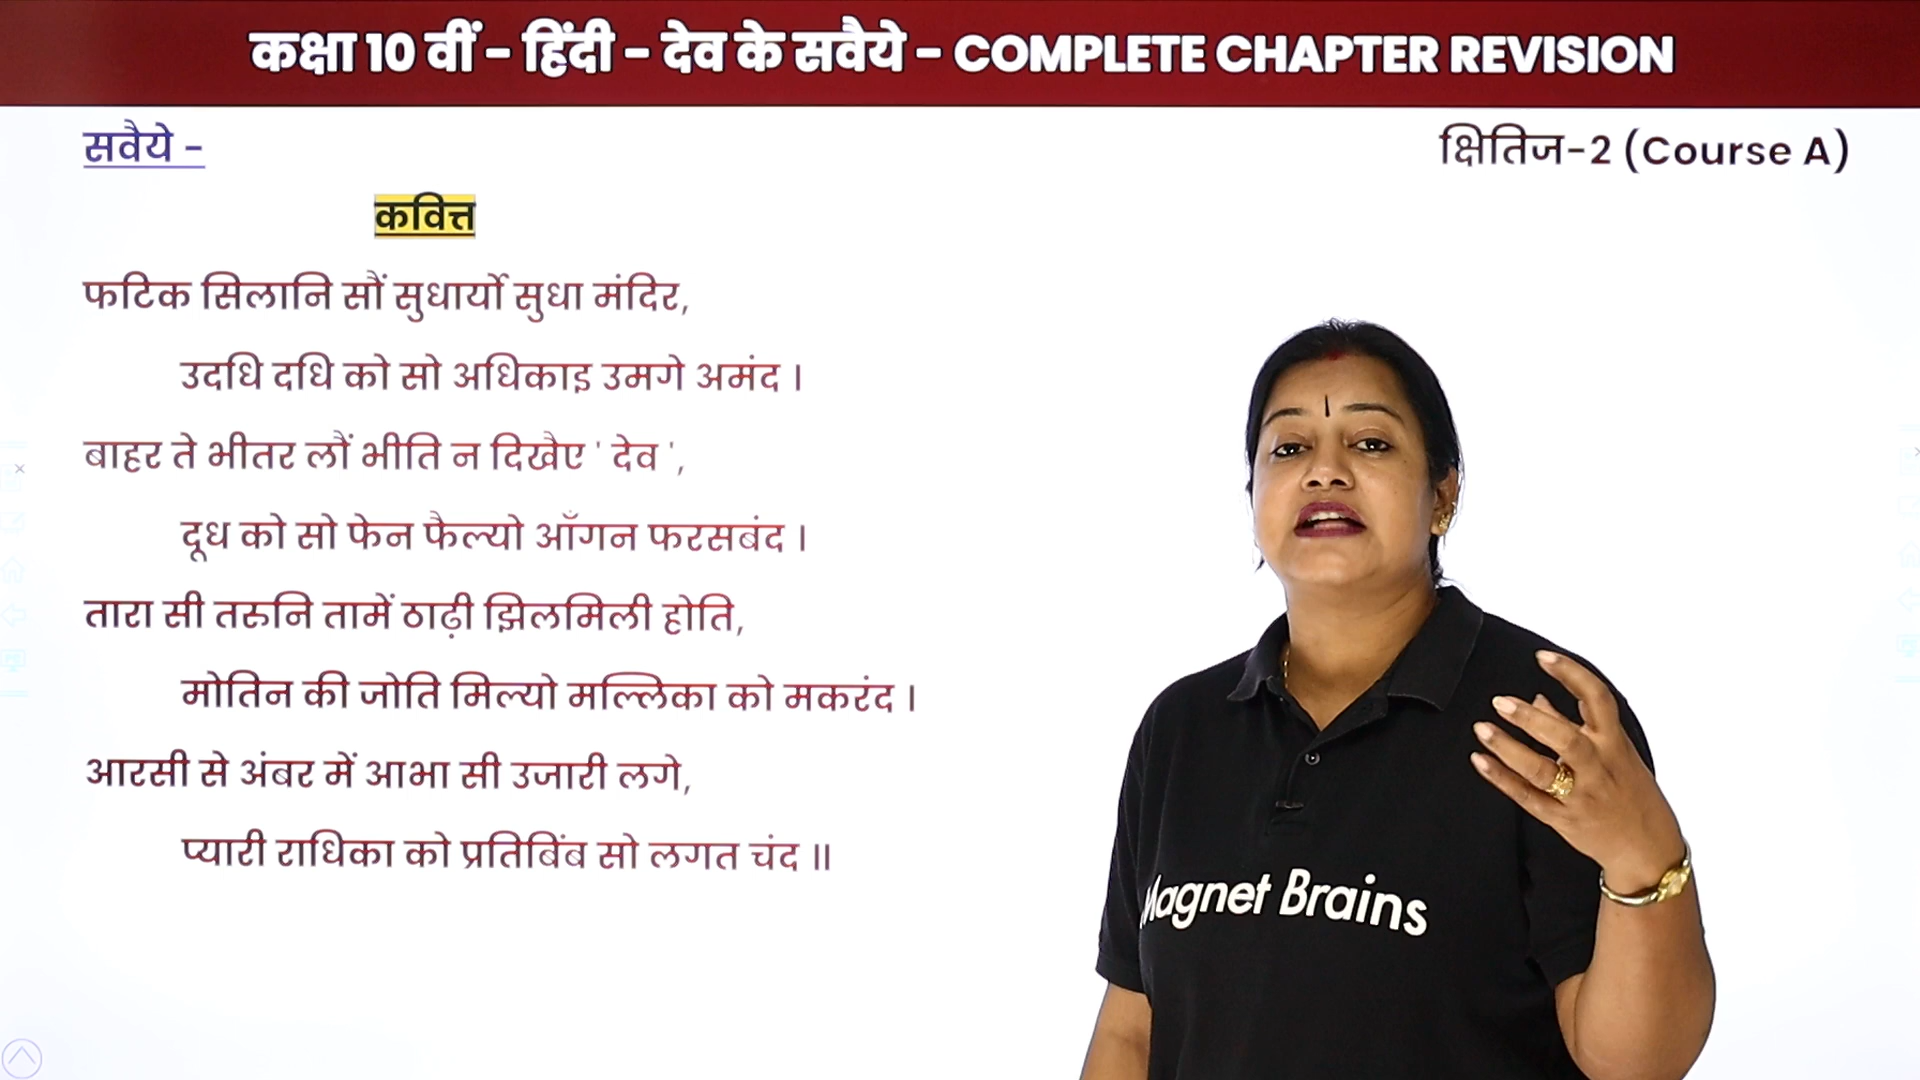 कक्षा 10 वीं - हिंदी - देव के सवैये - COMPLETE CHAPTER REVISION
सवैये -
क्षितिज-2 (Course A)
कवित्त
फटिक सिलानि सौं सुधार्यो सुधा मंदिर,
उदधि दधि को सो अधिकाइ उमगे अमंद ।
बाहर ते भीतर लौं भीति न दिखैए ' देव ',
दूध को सो फेन फैल्यो आँगन फरसबंद ।
तारा सी तरुनि तामें ठाढ़ी झिलमिली होति,
मोतिन की जोति मिल्यो मल्लिका को मकरंद ।
आरसी से अंबर में आभा सी उजारी लगे,
प्यारी राधिका को प्रतिबिंब सो लगत चंद ॥
Magnet Brains